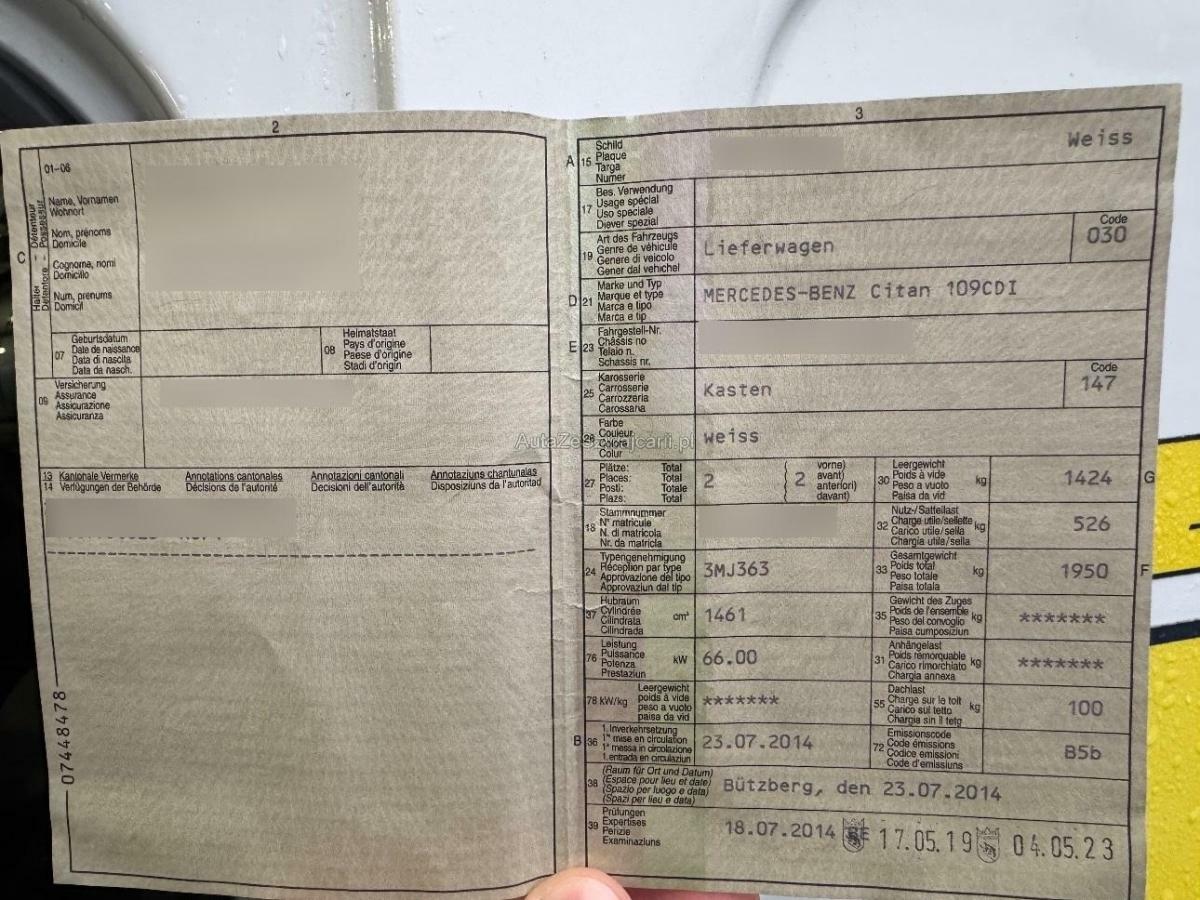 2
01-06
C
Halter - Détenteur
Detentore - Possessur
Name, Vornamen
Wohnort
Nom, prénoms
Domicile
Cognome, nomi
Domicilio
Num, prenums
Domicil
07
Geburtsdatum
Date de naissance
Data di nascita
Data da nasch.
08
Heimatstaat
Pays d'origine
Paese d'origine
Stadi d'origin
09
Versicherung
Assurance
Assicurazione
Assicuranza
13 Kantonale Vermerke Annotations cantonales Annotazioni cantonali Annotaziuns chantunalas
14 Verfügungen der Behörde Décisions de l'autorité Decisioni dell'autorità Disposiziuns da l'autoritad
07448478
3
A 15
Schild
Plaque
Targa
Numer
Weiss
17
Bes. Verwendung
Usage spécial
Uso speciale
Diever spezial
19
Art des Fahrzeugs
Genre de véhicule
Genere di veicolo
Gener dal vehichel
Lieferwagen
Code
030
D 21
Marke und Typ
Marque et type
Marca e tipo
Marca e tip
MERCEDES-BENZ Citan 109CDI
E 23
Fahrgestell-Nr.
Châssis no
Telaio n.
Schassis nr.
25
Karosserie
Carrosserie
Carrozzeria
Carossaria
Kasten
Code
147
26
Farbe
Couleur
Colore
Colur
weiss
AutaZeSzwajcarii.pl
27
Plätze: Total
Places: Total
Posti: Totale
Plazs: Total
2
2
vorne)
avant)
anteriori)
davant)
30
Leergewicht
Poids à vide
Peso a vuoto
Paisa da vid
kg
1424
G
18
Stammnummer
N° matricule
N. di matricola
Nr. da matricla
32
Nutz-/Sattellast
Charge utile/sellette
Carico utile/sella
Chargia utila/sella
kg
526
24
Typengenehmigung
Réception par type
Approvazione del tipo
Approvaziun dal tip
3MJ363
33
Gesamtgewicht
Poids total
Peso totale
Paisa totala
kg
1950
F
37
Hubraum
Cylindrée
Cilindrata
Cilindrada
cm³
1461
35
Gewicht des Zuges
Poids de l'ensemble
Peso del convoglio
Paisa cumposiziun
kg
*******
76
Leistung
Puissance
Potenza
Prestaziun
kW
66.00
31
Anhängelast
Poids remorquable
Carico rimorchiato
Chargia annexa
kg
*******
78 kW/kg
Leergewicht
poids à vide
peso a vuoto
paisa da vid
*******
55
Dachlast
Charge sur le toit
Carico sul tetto
Chargia sin il tetg
kg
100
B 36
1. Inverkehrsetzung
1re mise en circulation
1a messa in circolazione
1. entrada en circulaziun
23.07.2014
72
Emissionscode
Code émissions
Codice emissioni
Code d'emissiuns
B5b
38
(Raum für Ort und Datum)
(Espace pour lieu et date)
(Spazio per luogo e data)
(Spazi per lieu e data)
Bützberg, den 23.07.2014
39
Prüfungen
Expertises
Perizie
Examinaziuns
18.07.2014 BE 17.05.19 04.05.23